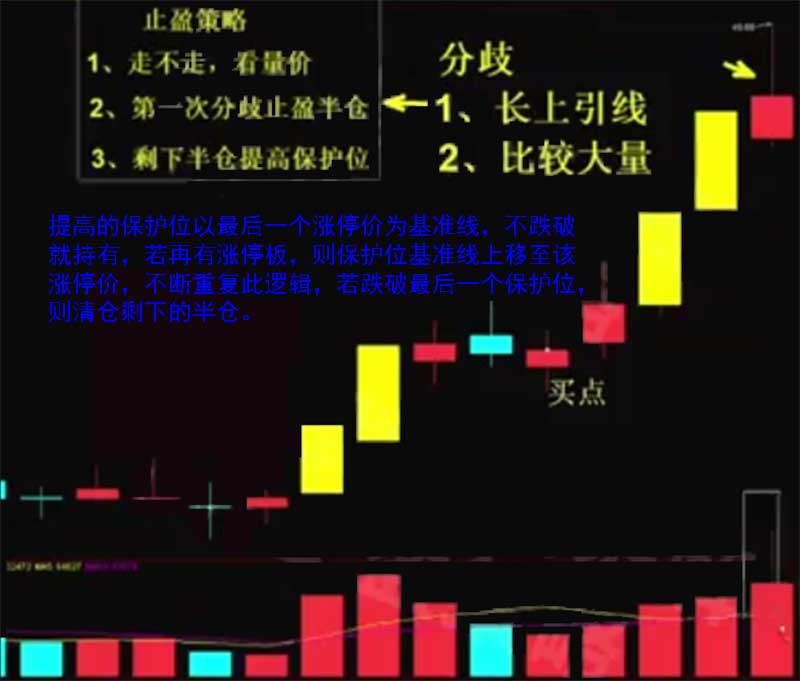 止盈策略
1、走不走，看量价
2、第一次分歧止盈半仓
3、剩下半仓提高保护位
分歧
1、长上引线
2、比较大量
提高的保护位以最后一个涨停价为基准线，不跌破
就持有，若再有涨停板，则保护位基准线上移至该
涨停价，不断重复此逻辑，若跌破最后一个保护位，
则清仓剩下的半仓。
买点